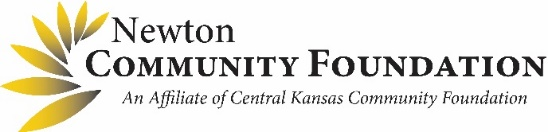 Newton
Community Foundation
An Affiliate of Central Kansas Community Foundation